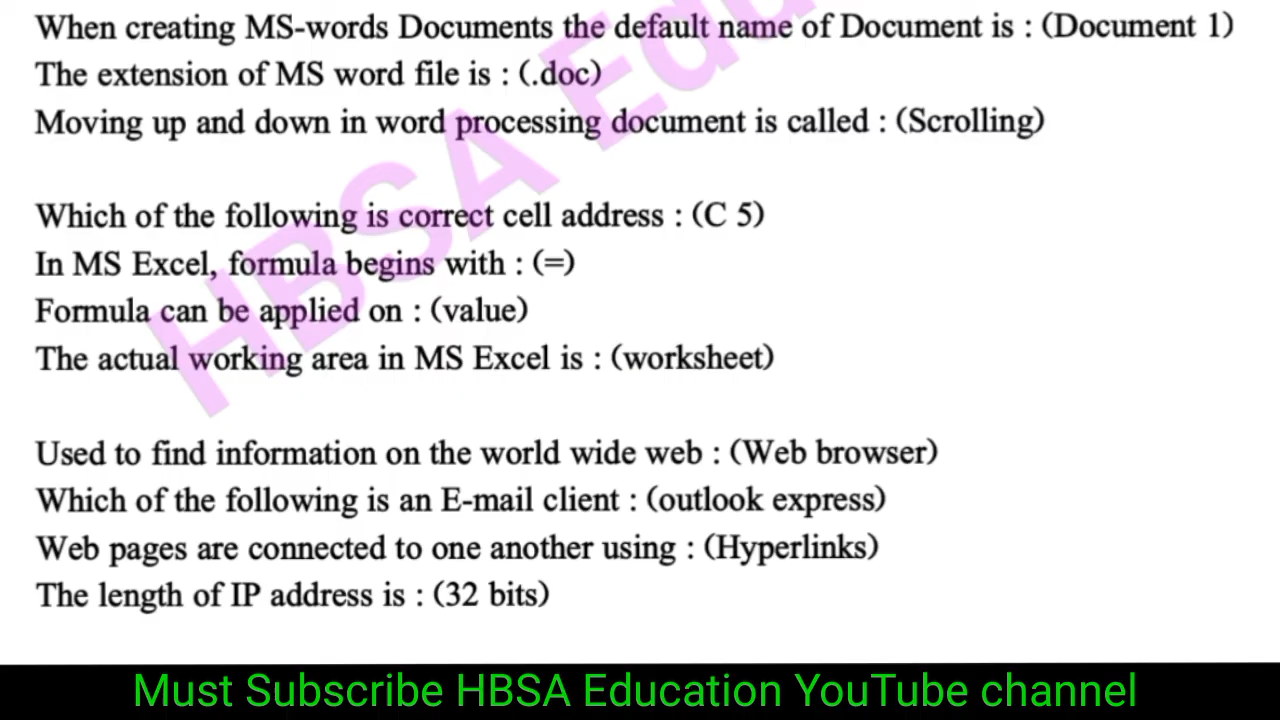 When creating MS-words Documents the default name of Document is : (Document 1)
The extension of MS word file is : (.doc)
Moving up and down in word processing document is called : (Scrolling)
Which of the following is correct cell address : (C 5)
In MS Excel, formula begins with : (=)
Formula can be applied on : (value)
The actual working area in MS Excel is : (worksheet)
Used to find information on the world wide web : (Web browser)
Which of the following is an E-mail client : (outlook express)
Web pages are connected to one another using : (Hyperlinks)
The length of IP address is : (32 bits)
HBSA Edu
Must Subscribe HBSA Education YouTube channel